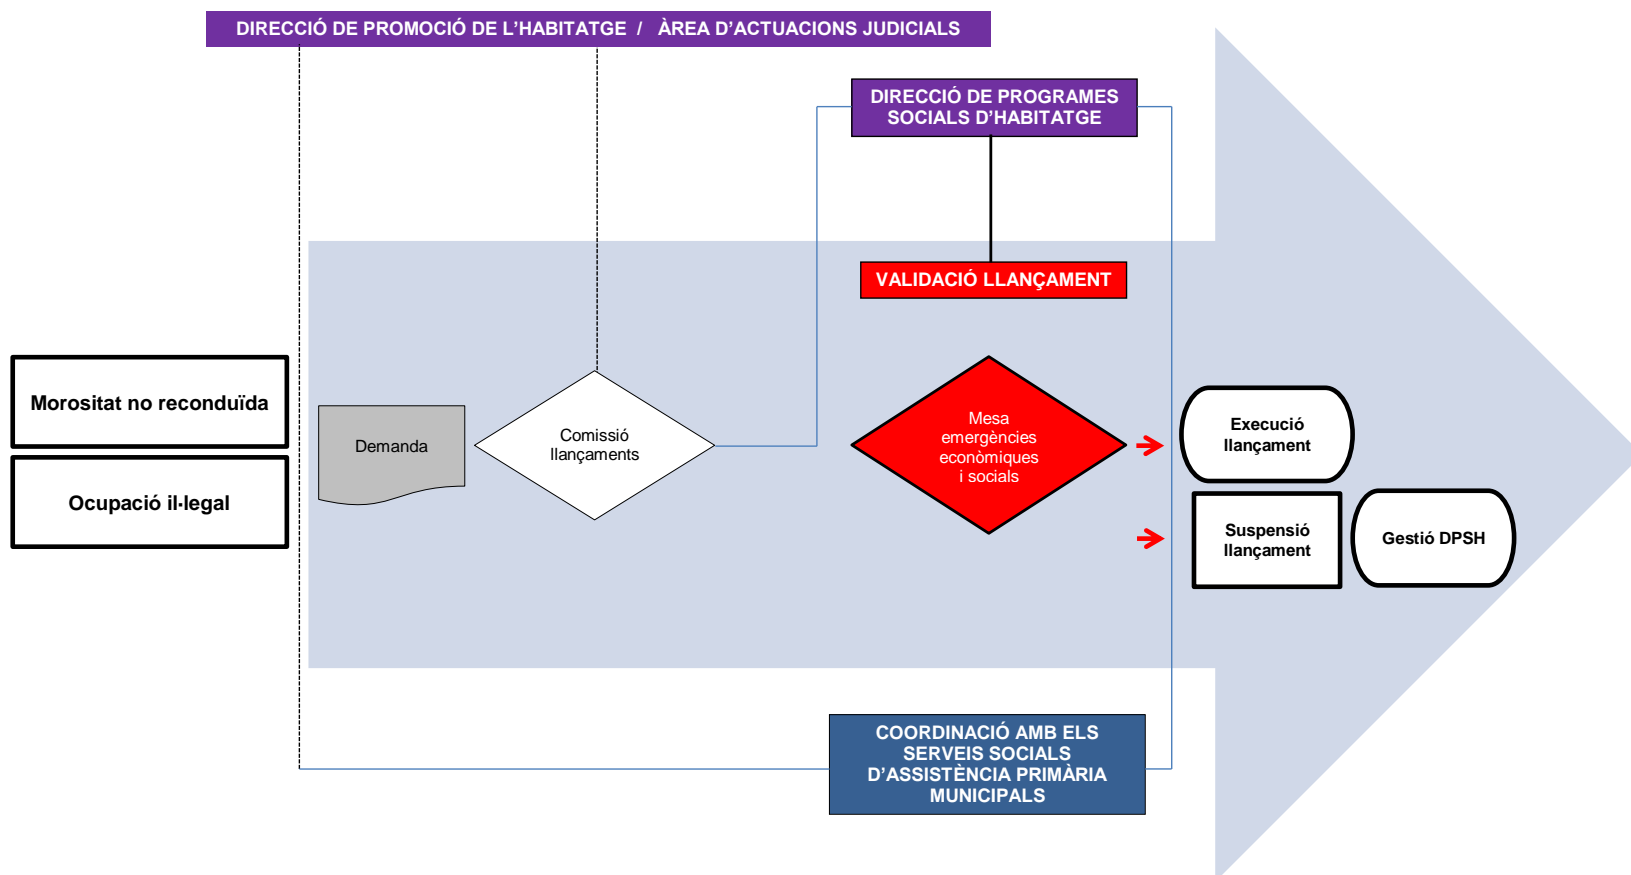 DIRECCIÓ DE PROMOCIÓ DE L'HABITATGE / ÀREA D'ACTUACIONS JUDICIALS
DIRECCIÓ DE PROGRAMES
SOCIALS D'HABITATGE
VALIDACIÓ LLANÇAMENT
Morositat no reconduïda
Ocupació il·legal
Demanda
Comissió
llançaments
Mesa
emergències
econòmiques
i socials
Execució
llançament
Suspensió
llançament
Gestió DPSH
COORDINACIÓ AMB ELS
SERVEIS SOCIALS
D'ASSISTÈNCIA PRIMÀRIA
MUNICIPALS